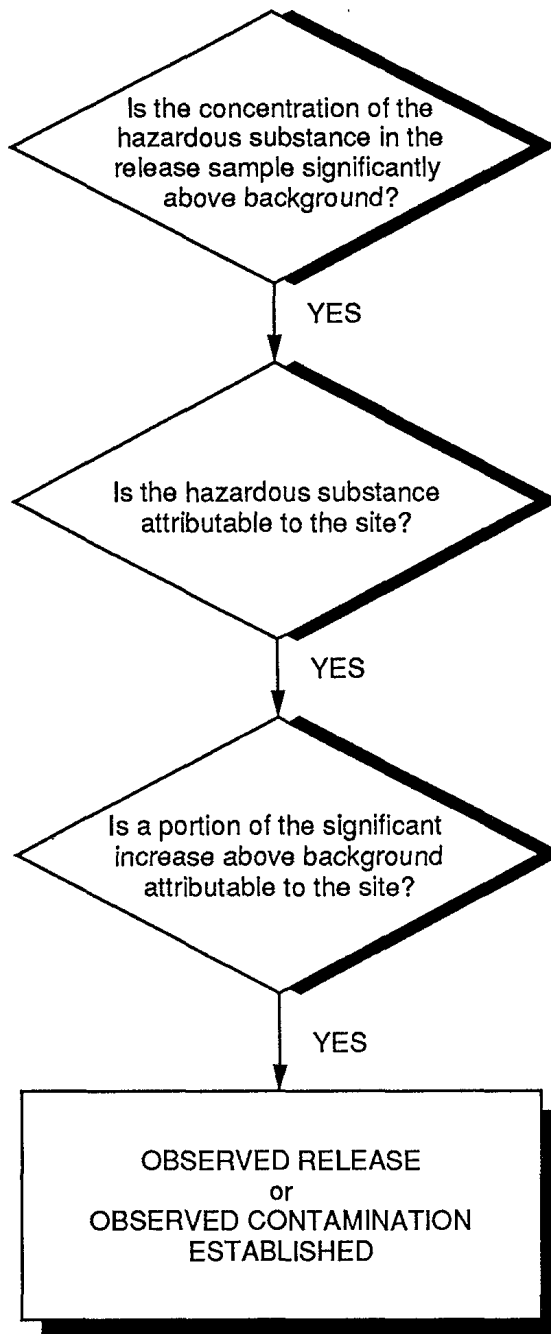 Is the concentration of the
hazardous substance in the
release sample significantly
above background?
YES
Is the hazardous substance
attributable to the site?
YES
Is a portion of the significant
increase above background
attributable to the site?
YES
OBSERVED RELEASE
or
OBSERVED CONTAMINATION
ESTABLISHED